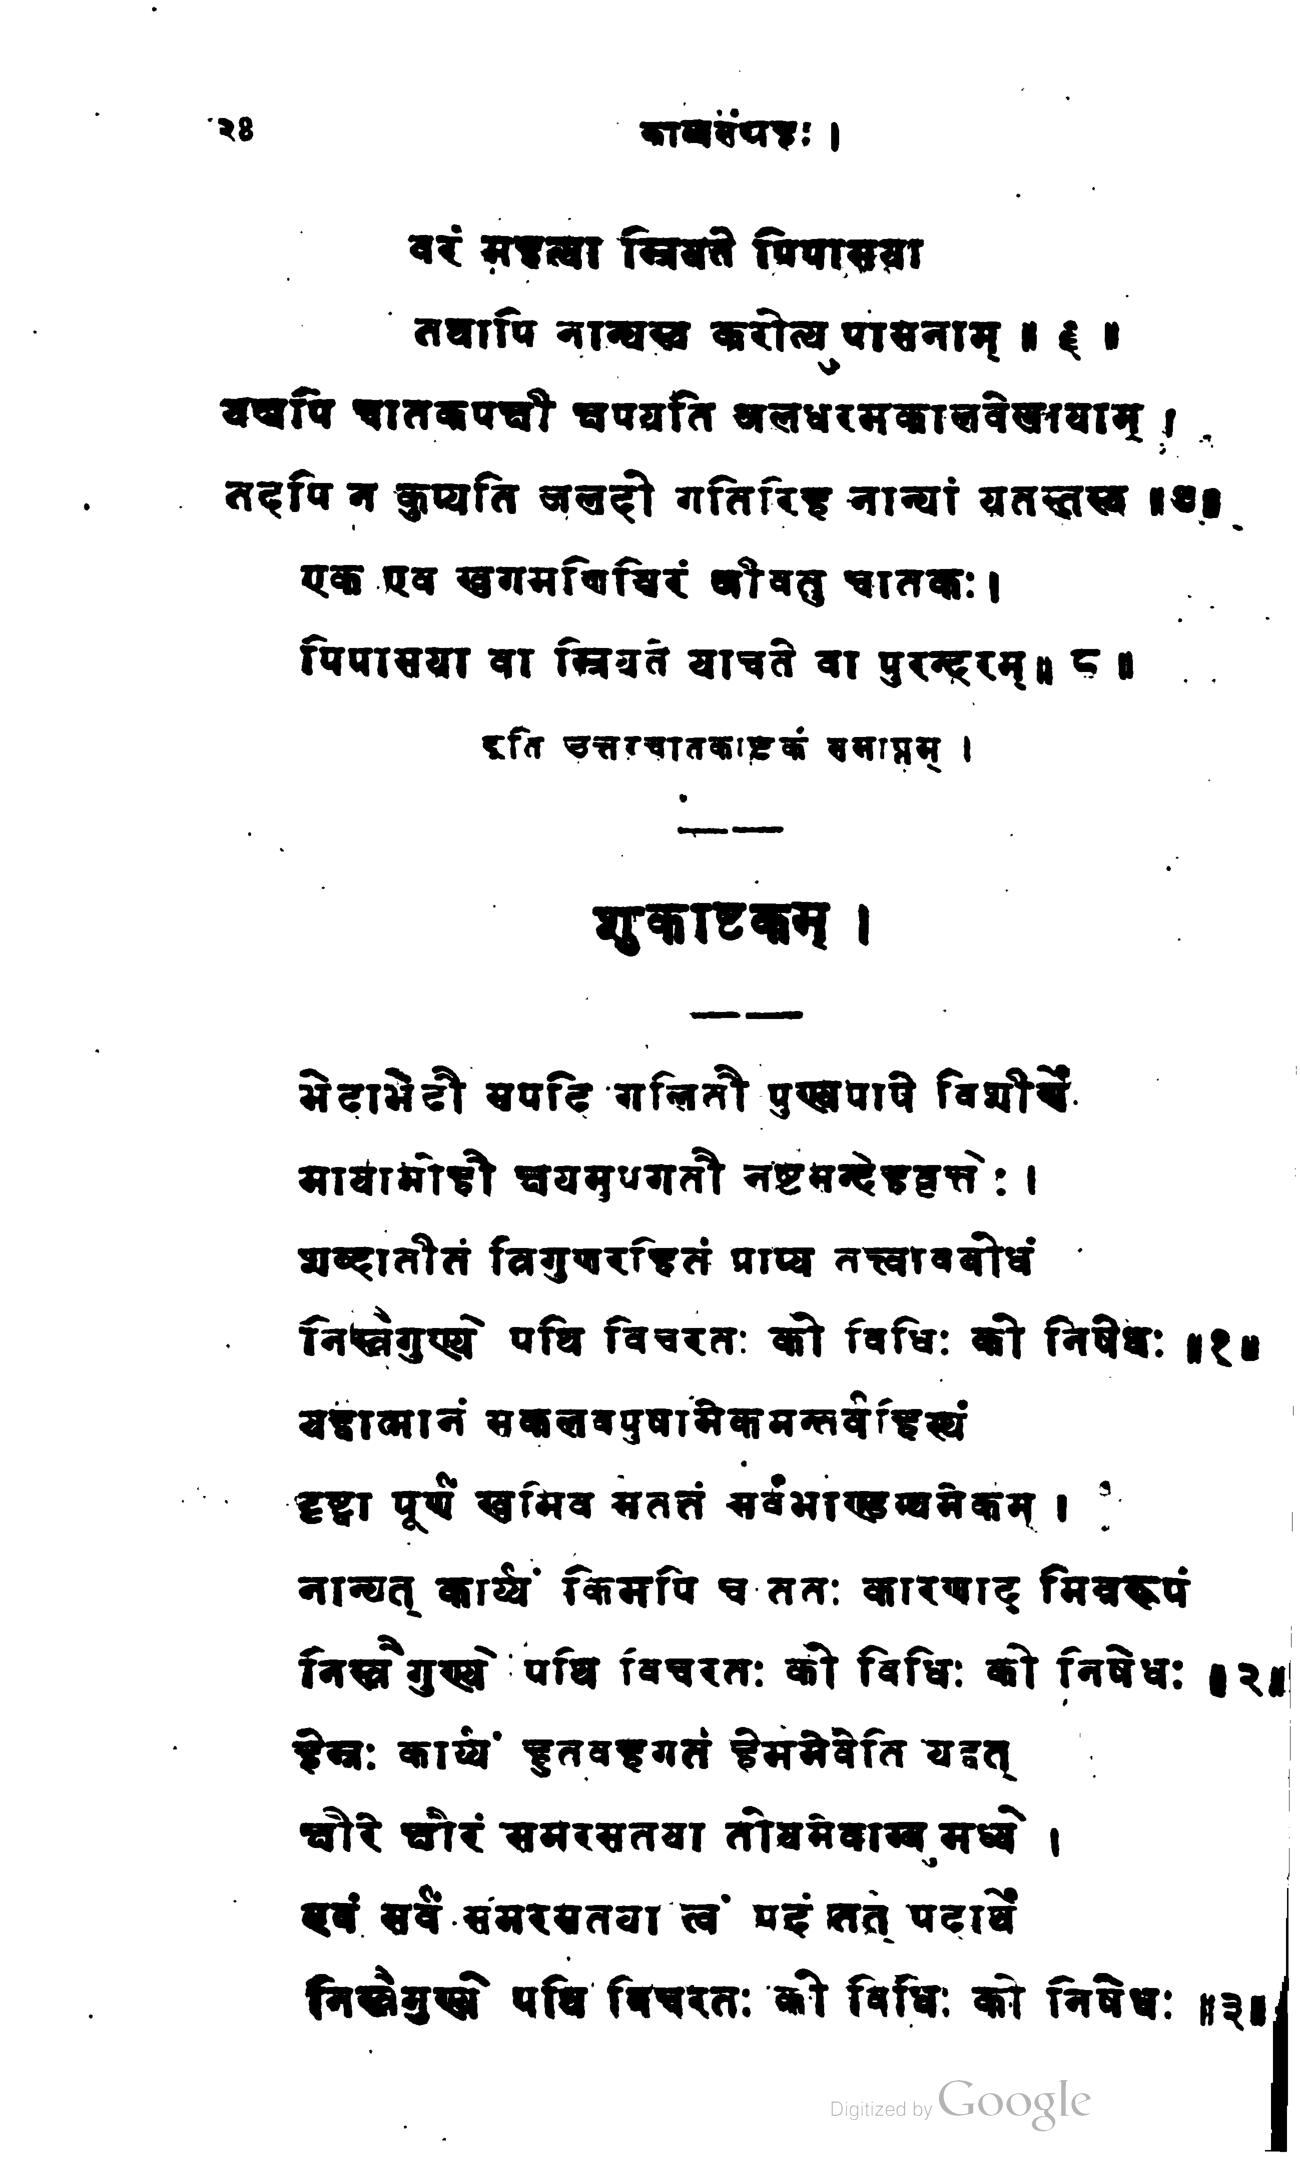 २४ काव्यसंग्रहः ।
वरं महत्या म्रियते पिपासया
तथापि नान्यस्य करोत्युपासनाम् ॥ ६ ॥
यद्यपि चातकपक्षी क्षपयति जलधरमकालवेलायाम् ।
तदपि न कुप्यति जलदो गतिरिह नान्यां यतस्तस्य ॥ ७॥
एक एव खगमणिश्चिरं जीवतु चातकः।
पिपासया वा म्रियते याचते वा पुरन्दरम्॥ ८ ॥
इति उत्तरचातकाष्टकं समाप्तम् ।
शुकाष्टकम् ।
भेदाभेदौ सपदि गलितौ पुण्यपापे विशीर्णे
मायामोहौ क्षयमुपगतौ नष्टसन्देहवृत्तेः ।
शब्दातीतं त्रिगुणरहितं प्राप्य तत्त्वावबोधं
निस्त्रैगुण्ये पथि विचरतः को विधिः को निषेधः ॥१॥
यद्वात्मानं सकलवपुषामेकमन्तर्वहिस्थं
दृष्ट्वा पूर्णं खमिव सततं सर्वभाण्डस्थमेकम् ।
नान्यत् कार्य्यं किमपि च ततः कारणाद् भिन्नरूपं
निस्त्रैगुण्ये पथि विचरतः को विधिः को निषेधः ॥२॥
हेम्नः कार्य्यं हुतवहगतं हेममेवेति यद्वत्
क्षीरे क्षीरं समरसतया तोयमेवाम्बुमध्ये ।
एवं सर्वं समरसतया त्वं पदं तत् पदार्थे
निस्त्रैगुण्ये पथि विचरतः को विधिः को निषेधः ॥३॥
Digitized by Google